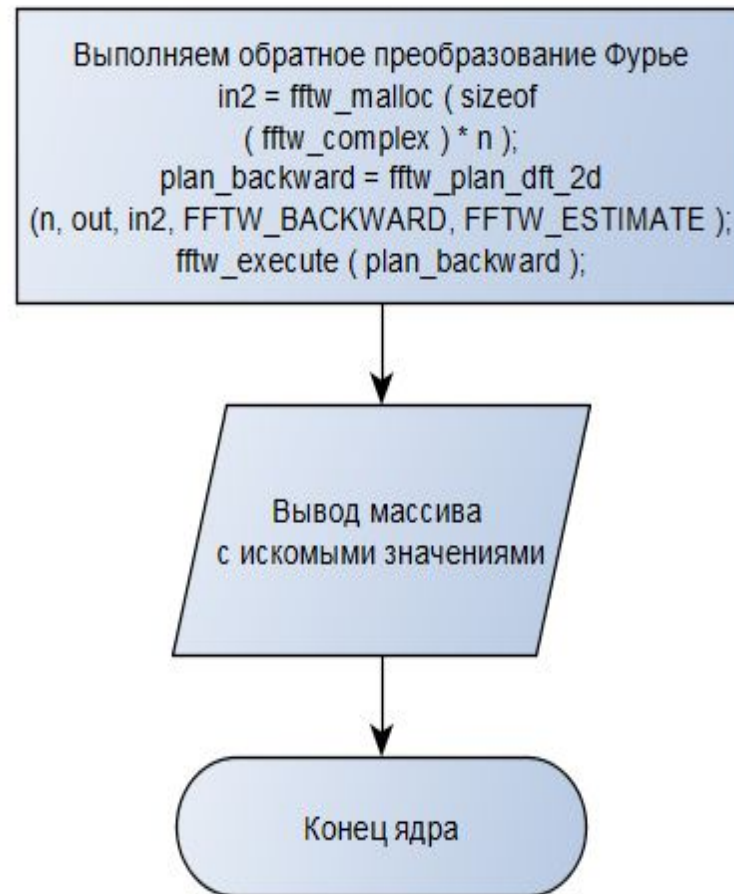 Выполняем обратное преобразование Фурье
in2 = fftw_malloc ( sizeof
( fftw_complex ) * n );
plan_backward = fftw_plan_dft_2d
(n, out, in2, FFTW_BACKWARD, FFTW_ESTIMATE );
fftw_execute ( plan_backward );
Вывод массива
с искомыми значениями
Конец ядра